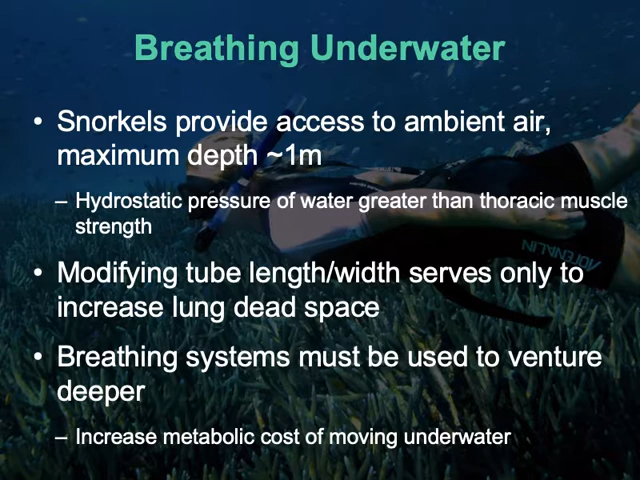 Breathing Underwater
• Snorkels provide access to ambient air,
maximum depth ~1m
– Hydrostatic pressure of water greater than thoracic muscle
strength
• Modifying tube length/width serves only to
increase lung dead space
• Breathing systems must be used to venture
deeper
– Increase metabolic cost of moving underwater
ADRENALIN